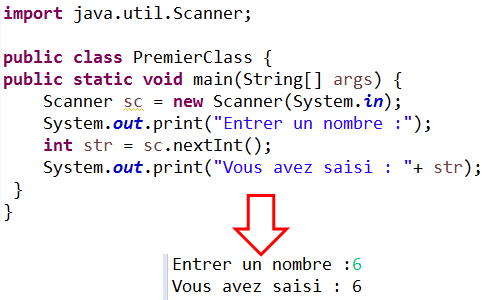 import java.util.Scanner;
public class PremierClass {
public static void main(String[] args) {
Scanner sc = new Scanner(System.in);
System.out.print("Entrer un nombre :");
int str = sc.nextInt();
System.out.print("Vous avez saisi : "+ str);
}
}
Entrer un nombre :6
Vous avez saisi : 6